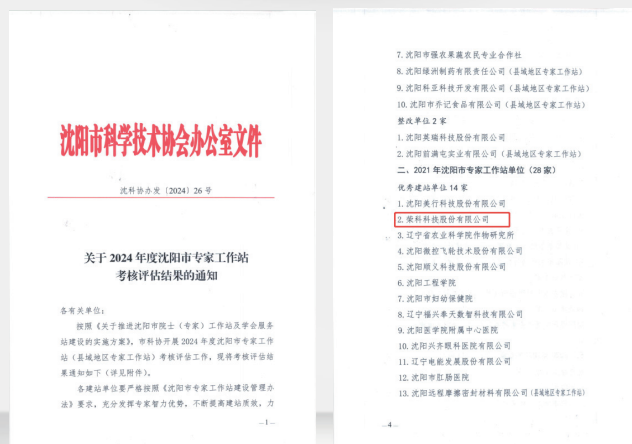 沈阳市科学技术协会办公室文件
沈科协办发〔2024〕26号
关于2024年度沈阳市专家工作站
考核评估结果的通知
各有关单位：
按照《关于推进沈阳市院士（专家）工作站及学会服务
站建设的实施方案》，市科协开展2024年度沈阳市专家工作
站（县域地区专家工作站）考核评估工作，现将考核评估结
果通知如下（详见附件）。
各建站单位要严格按照《沈阳市专家工作站建设管理办
法》要求，充分发挥专家智力优势，不断提高建站质效，力
—1—
7.沈阳市强农果蔬农民专业合作社
8.沈阳绿洲制药有限责任公司（县域地区专家工作站）
9.沈阳科亚科技开发有限公司（县域地区专家工作站）
10.沈阳市乔记食品有限公司（县域地区专家工作站）
整改单位2家
1.沈阳英瑞科技股份有限公司
2.沈阳前满屯实业有限公司（县域地区专家工作站）
二、2021年沈阳市专家工作站单位（28家）
优秀建站单位14家
1.沈阳美行科技股份有限公司
2.荣科科技股份有限公司
3.辽宁省农业科学院作物研究所
4.沈阳微控飞轮技术股份有限公司
5.沈阳顺义科技股份有限公司
6.沈阳工程学院
7.沈阳市妇幼保健院
8.辽宁福兴奉天数智科技有限公司
9.沈阳医学院附属中心医院
10.沈阳兴齐眼科医院有限公司
11.辽宁电能发展股份有限公司
12.沈阳市肛肠医院
13.沈阳远程摩擦密封材料有限公司（县域地区专家工作站）
—4—